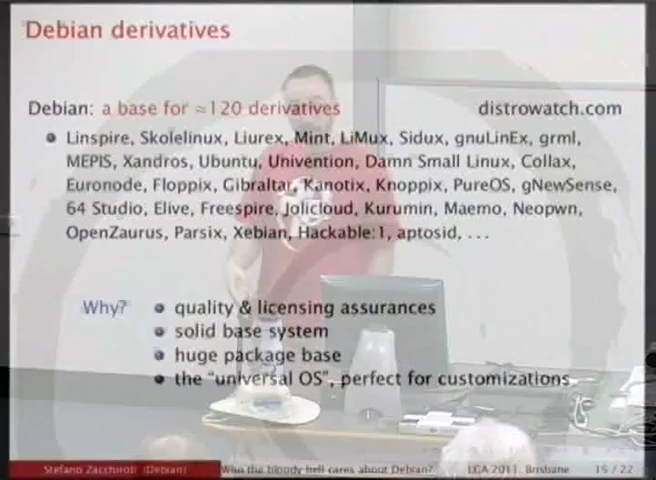 Debian derivatives
Debian: a base for ≈120 derivatives distrowatch.com
Linspire, Skolelinux, Liurex, Mint, LiMux, Sidux, gnuLinEx, grml,
MEPIS, Xandros, Ubuntu, Univention, Damn Small Linux, Collax,
Euronode, Floppix, Gibraltar, Kanotix, Knoppix, PureOS, gNewSense,
64 Studio, Elive, Freespire, Jolicloud, Kurumin, Maemo, Neopwn,
OpenZaurus, Parsix, Xebian, Hackable:1, aptosid, ...
Why? quality & licensing assurances
solid base system
huge package base
the "universal OS", perfect for customizations
Stefano Zacchiroli (Debian) Who the bloody hell cares about Debian? LCA 2011, Brisbane 15 / 22